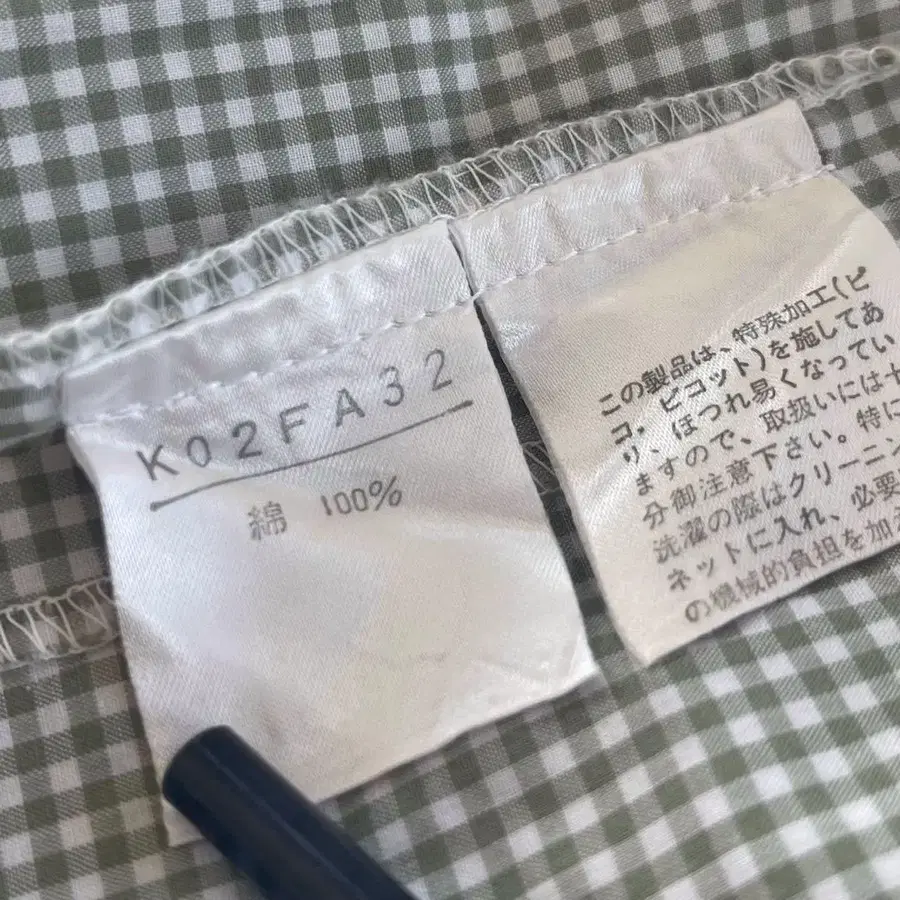 K02FA32
綿 100%
この製品は、特殊加工(ピ
コ、ピコット)を施してあ
り、ほつれ易くなってい
ますので、取扱いには十
分御注意下さい。特に
洗濯の際はクリーニン
ネットに入れ、必要
の機械的負担を加え